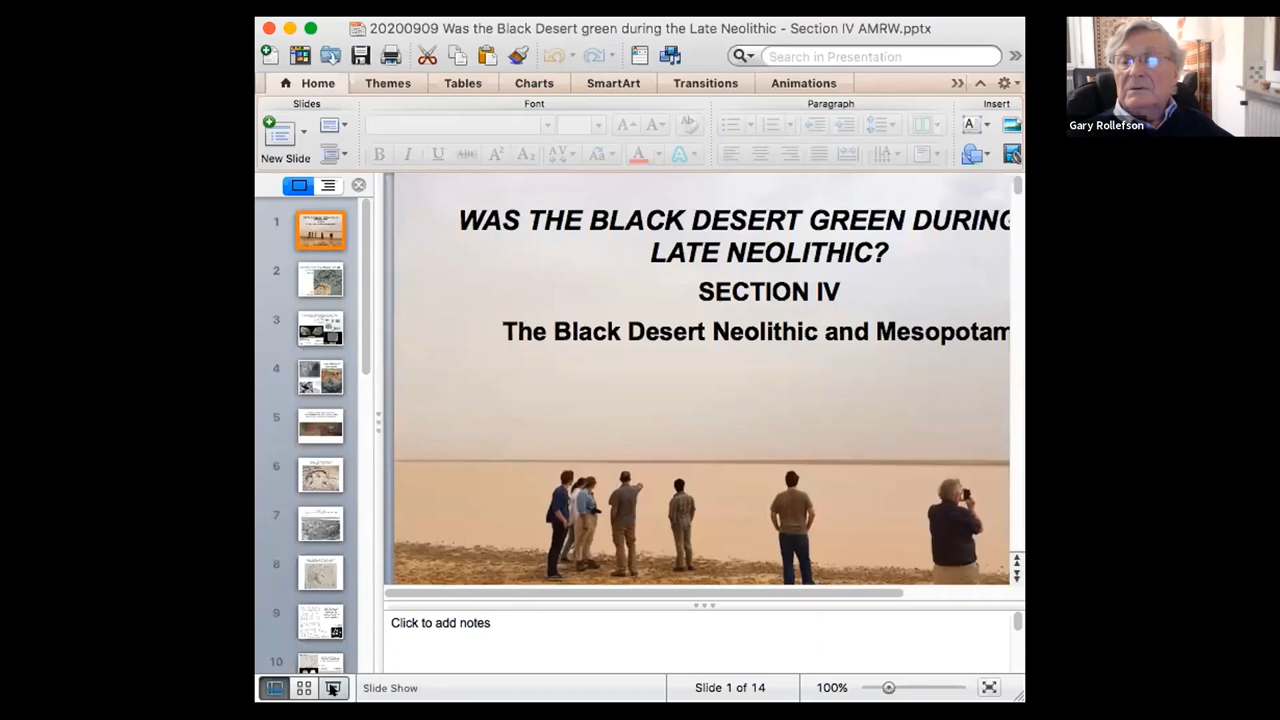 20200909 Was the Black Desert green during the Late Neolithic - Section IV AMRW.pptx
Search in Presentation
Home
Themes
Tables
Charts
SmartArt
Transitions
Animations
Slides
Font
Paragraph
Insert
New Slide
Gary Rollefson
1
2
3
4
5
6
7
8
9
10
WAS THE BLACK DESERT GREEN DURING
LATE NEOLITHIC?
SECTION IV
The Black Desert Neolithic and Mesopotam
Click to add notes
Slide Show
Slide 1 of 14
100%